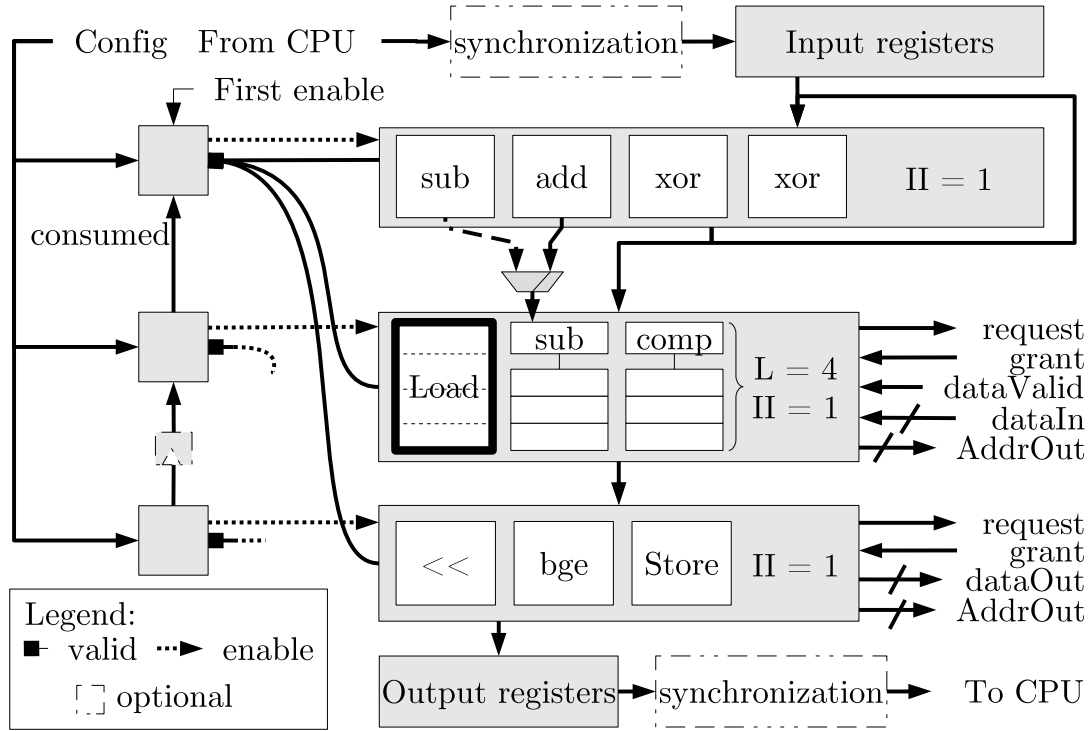 Config From CPU synchronization Input registers
First enable
sub add xor xor II = 1
consumed
sub comp
Load
L = 4
II = 1
request
grant
dataValid
dataIn
AddrOut
<< bge Store II = 1
request
grant
dataOut
AddrOut
Legend:
valid enable
optional
Output registers synchronization To CPU